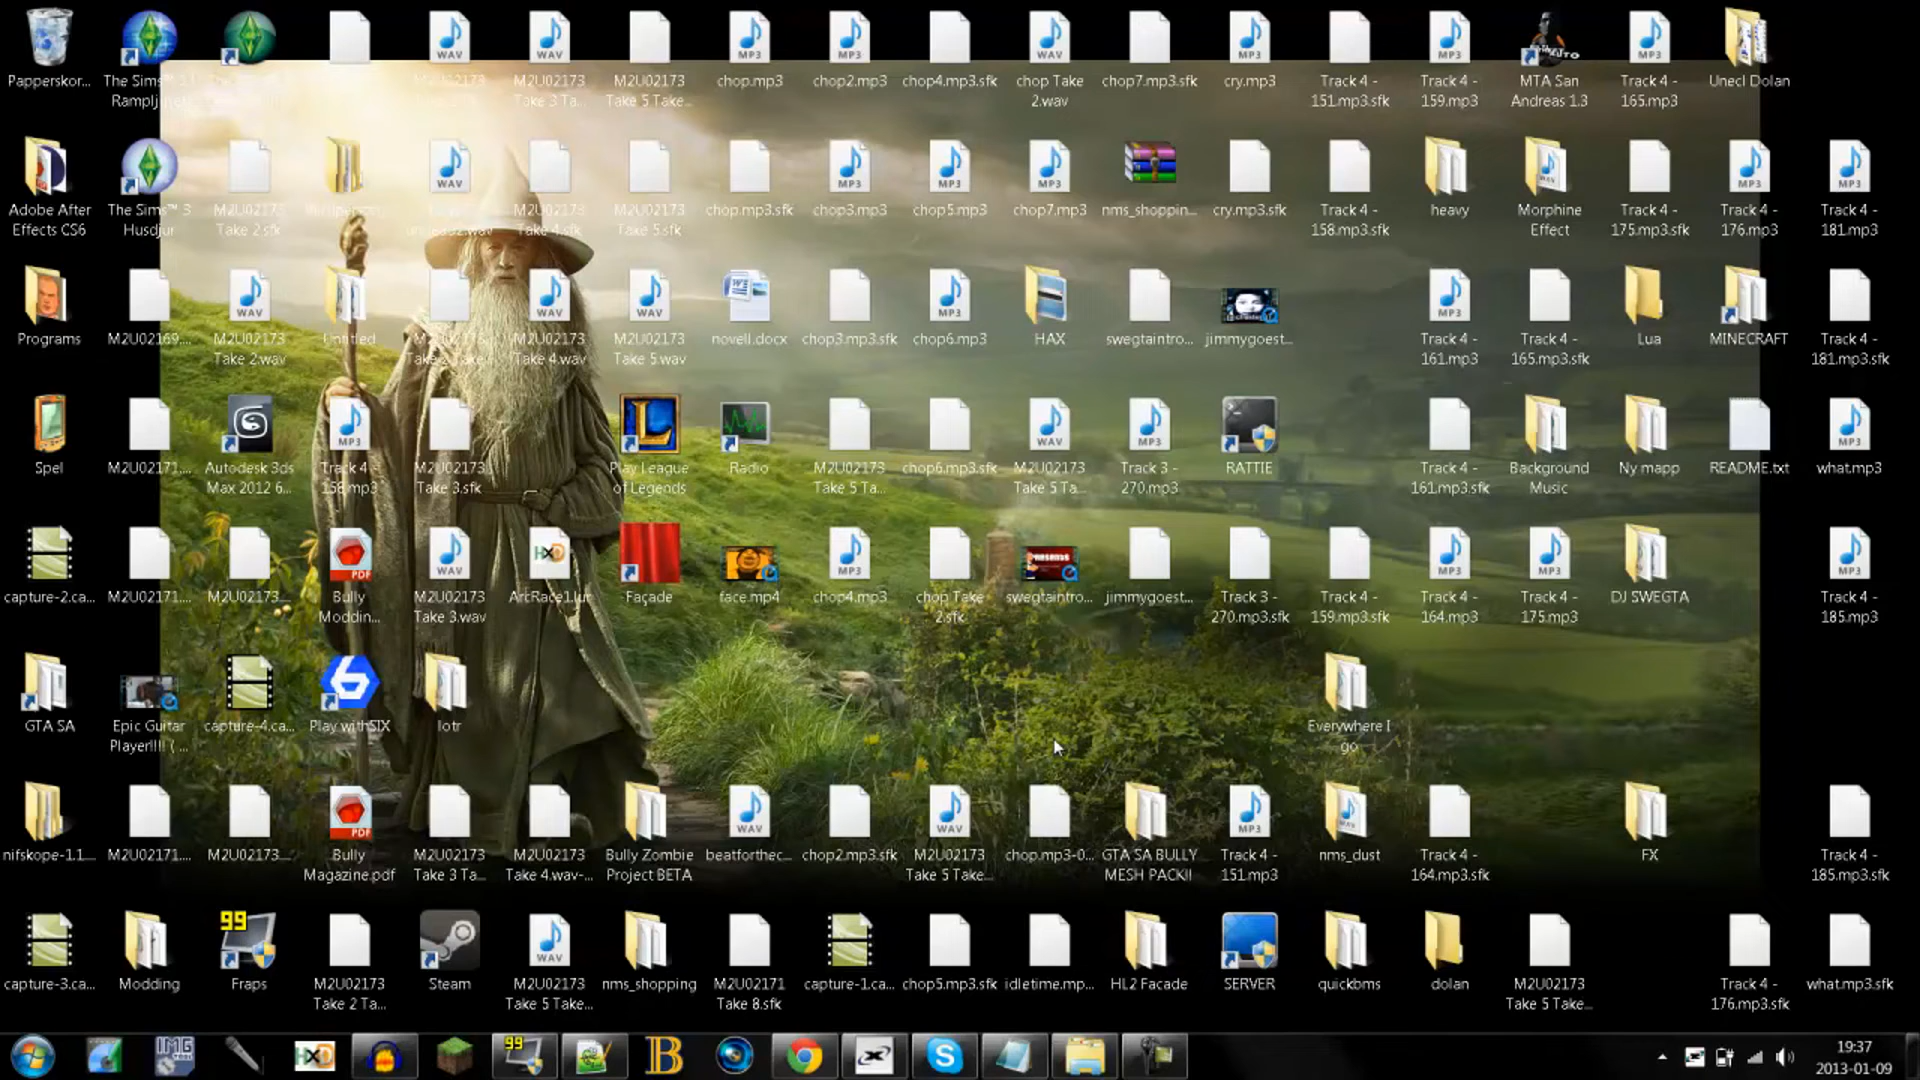 Papperskor...
The Sims™ 3
M2U02173
M2U02173
Take 3 Ta...
M2U02173
Take 5 Take...
chop.mp3
chop2.mp3
chop4.mp3.sfk
chop Take
2.wav
chop7.mp3.sfk
cry.mp3
Track 4 -
151.mp3.sfk
Track 4 -
159.mp3
MTA San
Andreas 1.3
Track 4 -
165.mp3
Unecl Dolan
Adobe After
Effects CS6
The Sims™ 3
Husdjur
M2U02173
Take 2.sfk
M2U02173
Take 4.sfk
M2U02173
Take 5.sfk
chop.mp3.sfk
chop3.mp3
chop5.mp3
chop7.mp3
nms_shoppin...
cry.mp3.sfk
Track 4 -
158.mp3.sfk
heavy
Morphine
Effect
Track 4 -
175.mp3.sfk
Track 4 -
176.mp3
Track 4 -
181.mp3
Programs
M2U02169....
M2U02173
Take 2.wav
Untitled
M2U02173
M2U02173
Take 4.wav
M2U02173
Take 5.wav
novell.docx
chop3.mp3.sfk
chop6.mp3
HAX
swegtaintro...
jimmygoest...
Track 4 -
161.mp3
Track 4 -
165.mp3.sfk
Lua
MINECRAFT
Track 4 -
181.mp3.sfk
Spel
M2U02171....
Autodesk 3ds
Max 2012 6...
Track 4 -
158.mp3
M2U02173
Take 3.sfk
Play League
of Legends
Radio
M2U02173
Take 5 Ta...
chop6.mp3.sfk
M2U02173
Take 5 Ta...
Track 3 -
270.mp3
RATTIE
Track 4 -
161.mp3.sfk
Background
Music
Ny mapp
README.txt
what.mp3
capture-2.ca...
M2U02171....
M2U02173....
Bully
Moddin...
M2U02173
Take 3.wav
ArcRace1.lur
Façade
face.mp4
chop4.mp3
chop Take
2.sfk
swegtaintro...
jimmygoest...
Track 3 -
270.mp3.sfk
Track 4 -
159.mp3.sfk
Track 4 -
164.mp3
Track 4 -
175.mp3
DJ SWEGTA
Track 4 -
185.mp3
GTA SA
Epic Guitar
Player!!!! ( ...
capture-4.ca...
Play withSIX
lotr
Everywhere I
go
nifskope-1.1....
M2U02171....
M2U02173....
Bully
Magazine.pdf
M2U02173
Take 3 Ta...
M2U02173
Take 4.wav-...
Bully Zombie
Project BETA
beatforthec...
chop2.mp3.sfk
M2U02173
Take 5 Take...
chop.mp3-0...
GTA SA BULLY
MESH PACK!!
Track 4 -
151.mp3
nms_dust
Track 4 -
164.mp3.sfk
FX
Track 4 -
185.mp3.sfk
capture-3.ca...
Modding
Fraps
M2U02173
Take 2 Ta...
Steam
M2U02173
Take 5 Take...
nms_shopping
M2U02171
Take 8.sfk
capture-1.ca...
chop5.mp3.sfk
idletime.mp...
HL2 Facade
SERVER
quickbms
dolan
M2U02173
Take 5 Take...
Track 4 -
176.mp3.sfk
what.mp3.sfk
19:37
2013-01-09